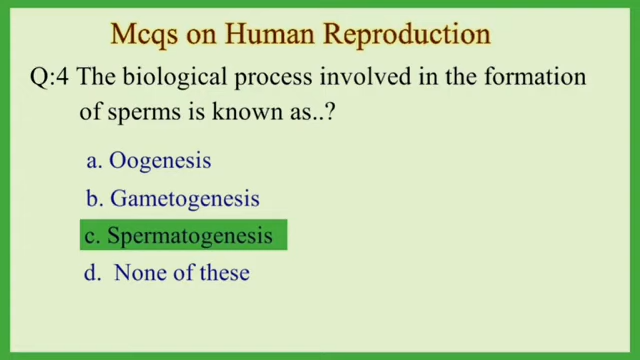 Mcqs on Human Reproduction
Q:4 The biological process involved in the formation
of sperms is known as..?
a. Oogenesis
b. Gametogenesis
c. Spermatogenesis
d. None of these